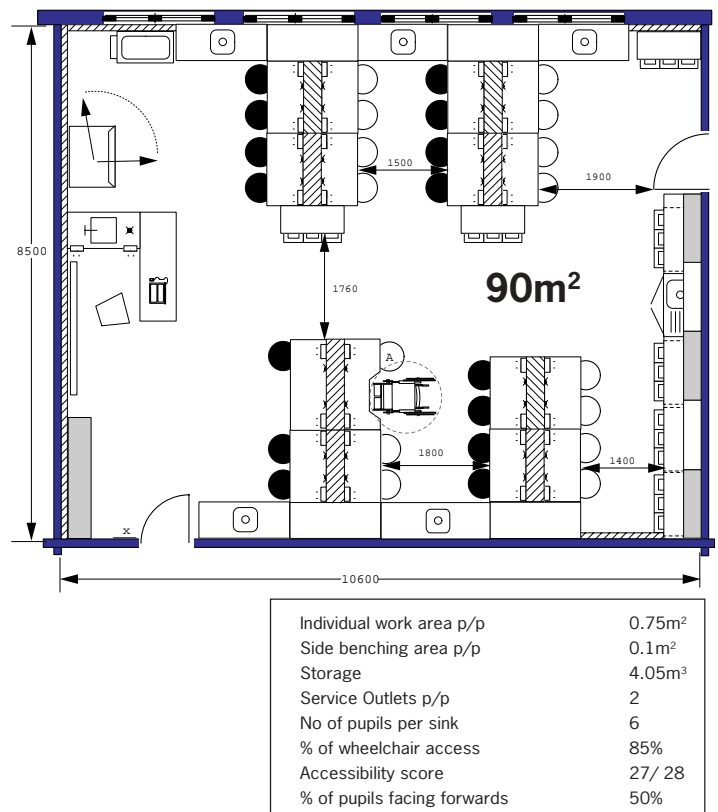 1500
1900
8500
1760
90m²
A
1800
1400
x
10600
Individual work area p/p 0.75m²
Side benching area p/p 0.1m²
Storage 4.05m³
Service Outlets p/p 2
No of pupils per sink 6
% of wheelchair access 85%
Accessibility score 27/ 28
% of pupils facing forwards 50%